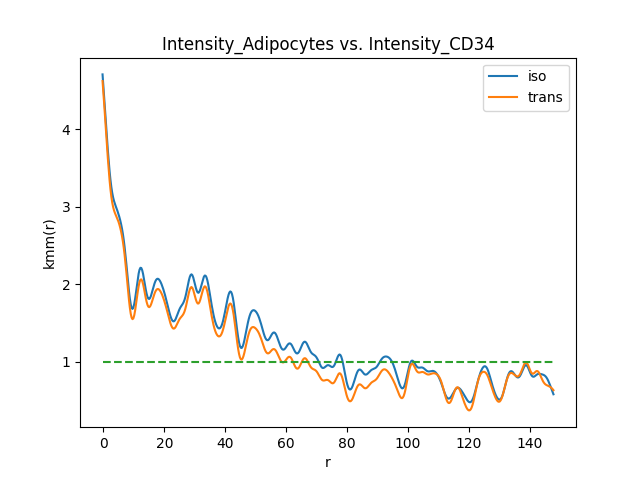 Intensity_Adipocytes vs. Intensity_CD34
iso
trans
kmm(r)
4
3
2
1
0
20
40
60
80
100
120
140
r